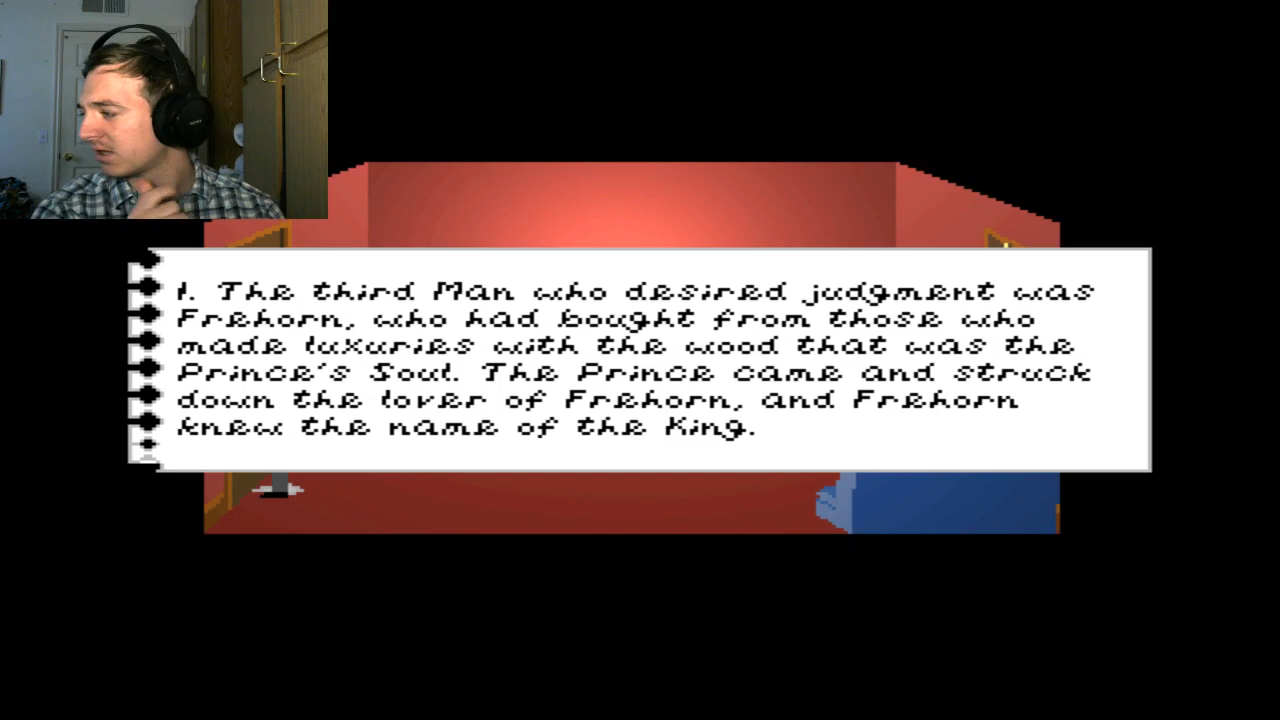 SONY
1. The third Man who desired judgment was
Frehorn, who had bought from those who
made luxuries with the wood that was the
Prince's Soul. The Prince came and struck
down the lover of Frehorn, and Frehorn
knew the name of the King.